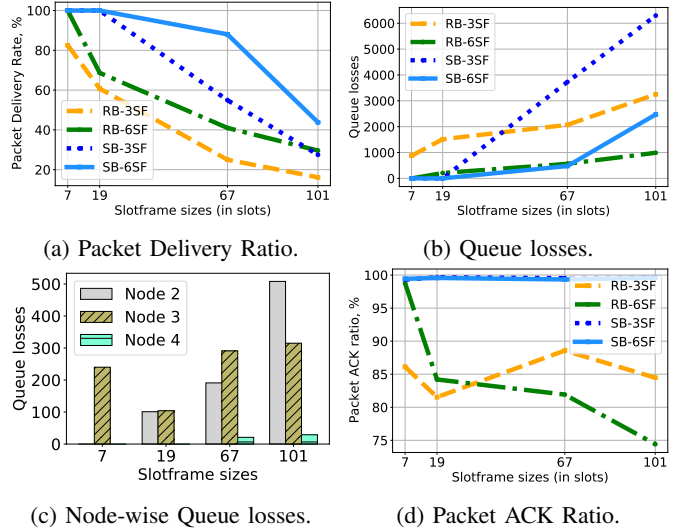 Packet Delivery Rate, %
100
80
60
40
20
RB-3SF
RB-6SF
SB-3SF
SB-6SF
7 19 67 101
Slotframe sizes (in slots)
(a) Packet Delivery Ratio.
Queue losses
6000
5000
4000
3000
2000
1000
0
RB-3SF
RB-6SF
SB-3SF
SB-6SF
7 19 67 101
Slotframe sizes (in slots)
(b) Queue losses.
Queue losses
500
400
300
200
100
0
Node 2
Node 3
Node 4
7 19 67 101
Slotframe sizes
(c) Node-wise Queue losses.
Packet ACK ratio, %
100
95
90
85
80
75
RB-3SF
RB-6SF
SB-3SF
SB-6SF
7 19 67 101
Slotframe sizes (in slots)
(d) Packet ACK Ratio.